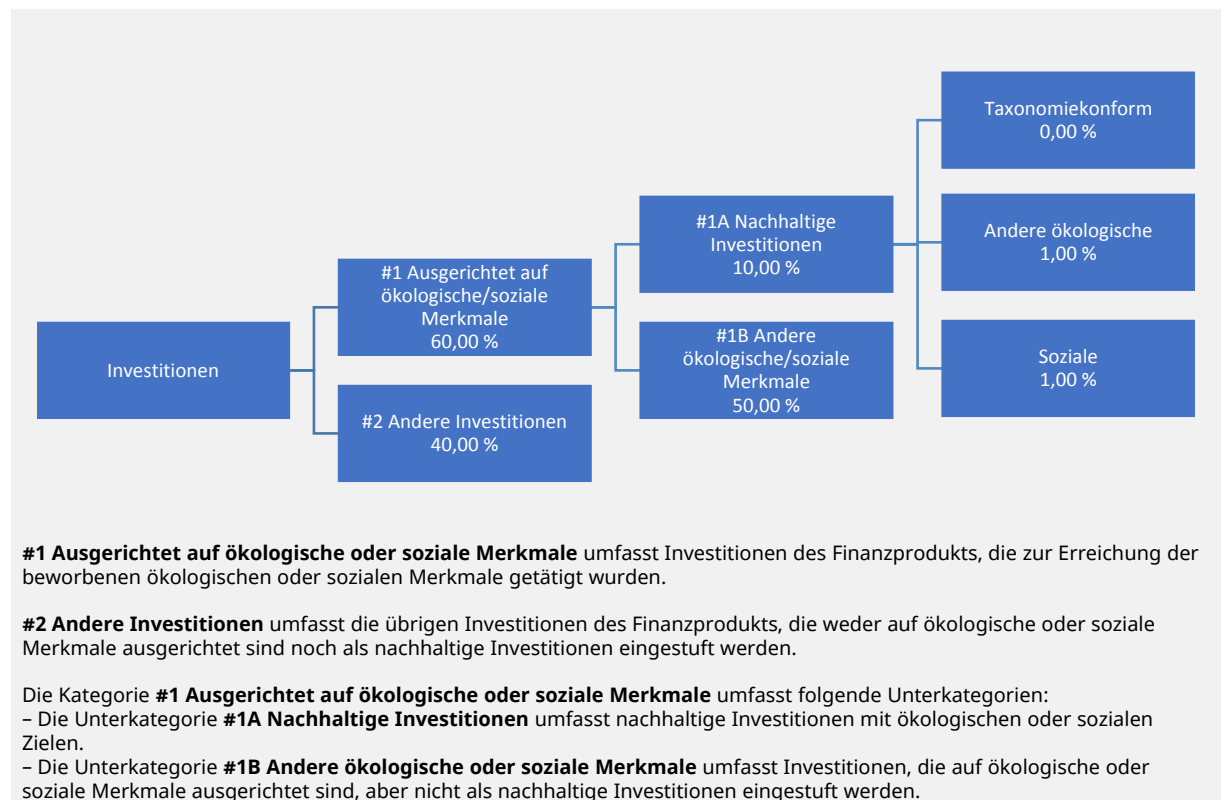 Taxonomiekonform
0,00 %
#1A Nachhaltige
Investitionen
10,00 %
Andere ökologische
1,00 %
#1 Ausgerichtet auf
ökologische/soziale
Merkmale
60,00 %
#1B Andere
ökologische/soziale
Merkmale
50,00 %
Soziale
1,00 %
Investitionen
#2 Andere Investitionen
40,00 %
#1 Ausgerichtet auf ökologische oder soziale Merkmale umfasst Investitionen des Finanzprodukts, die zur Erreichung der
beworbenen ökologischen oder sozialen Merkmale getätigt wurden.
#2 Andere Investitionen umfasst die übrigen Investitionen des Finanzprodukts, die weder auf ökologische oder soziale
Merkmale ausgerichtet sind noch als nachhaltige Investitionen eingestuft werden.
Die Kategorie #1 Ausgerichtet auf ökologische oder soziale Merkmale umfasst folgende Unterkategorien:
– Die Unterkategorie #1A Nachhaltige Investitionen umfasst nachhaltige Investitionen mit ökologischen oder sozialen
Zielen.
– Die Unterkategorie #1B Andere ökologische oder soziale Merkmale umfasst Investitionen, die auf ökologische oder
soziale Merkmale ausgerichtet sind, aber nicht als nachhaltige Investitionen eingestuft werden.